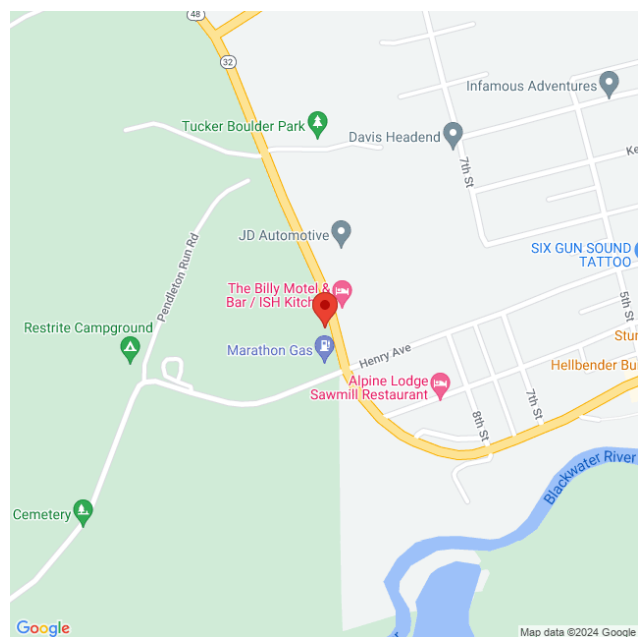 48
32
Infamous Adventures
Tucker Boulder Park
Davis Headend
7th St
Ke
JD Automotive
Pendleton Run Rd
SIX GUN SOUND
TATTOO
The Billy Motel &
Bar / ISH Kitch
5th St
Restrite Campground
Marathon Gas
Henry Ave
Stur
Hellbender Bu
Alpine Lodge
Sawmill Restaurant
8th St
7th St
Blackwater River
Cemetery
Google
Map data ©2024 Google